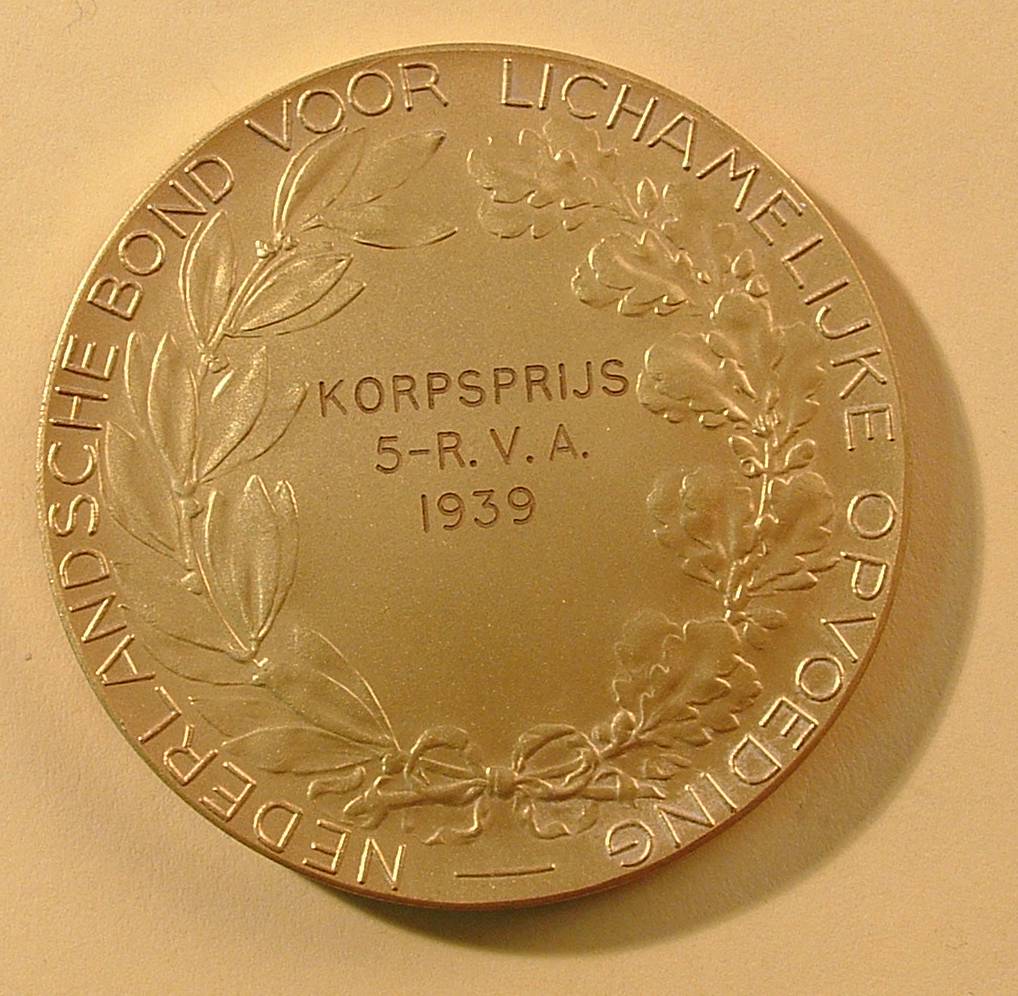 NEDERLANDSCHE BOND VOOR LICHAMELIJKE OPVOEDING
KORPSPRIJS
5-R.V.A.
1939